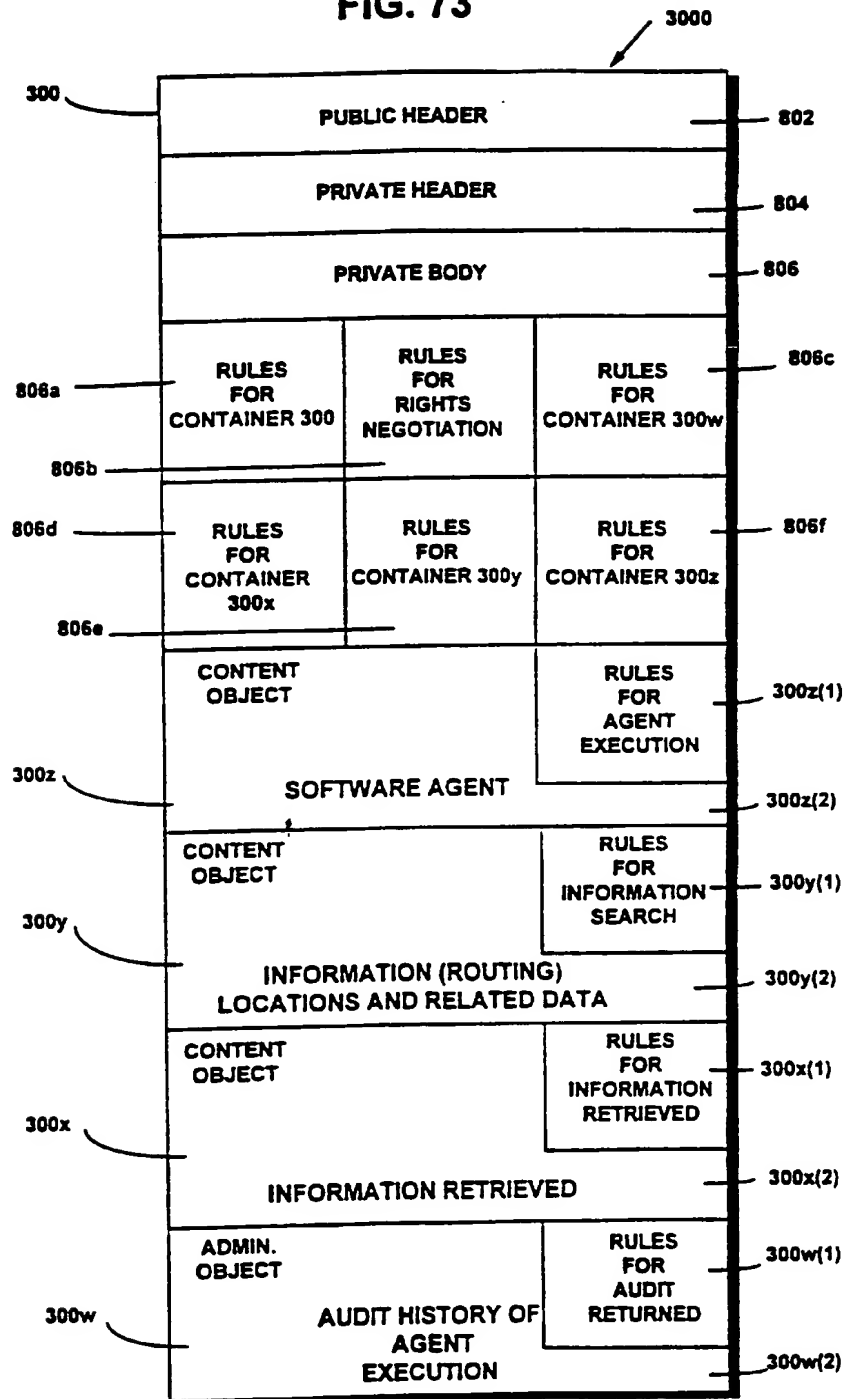 FIG. 73
3000
300
PUBLIC HEADER
802
PRIVATE HEADER
804
PRIVATE BODY
806
806a
RULES
FOR
CONTAINER 300
806b
RULES
FOR
RIGHTS
NEGOTIATION
RULES
FOR
CONTAINER 300w
806c
806d
RULES
FOR
CONTAINER
300x
806e
RULES
FOR
CONTAINER 300y
RULES
FOR
CONTAINER 300z
806f
CONTENT
OBJECT
RULES
FOR
AGENT
EXECUTION
300z(1)
300z
SOFTWARE AGENT
300z(2)
CONTENT
OBJECT
RULES
FOR
INFORMATION
SEARCH
300y(1)
300y
INFORMATION (ROUTING)
LOCATIONS AND RELATED DATA
300y(2)
CONTENT
OBJECT
RULES
FOR
INFORMATION
RETRIEVED
300x(1)
300x
INFORMATION RETRIEVED
300x(2)
ADMIN.
OBJECT
RULES
FOR
AUDIT
RETURNED
300w(1)
300w
AUDIT HISTORY OF
AGENT
EXECUTION
300w(2)